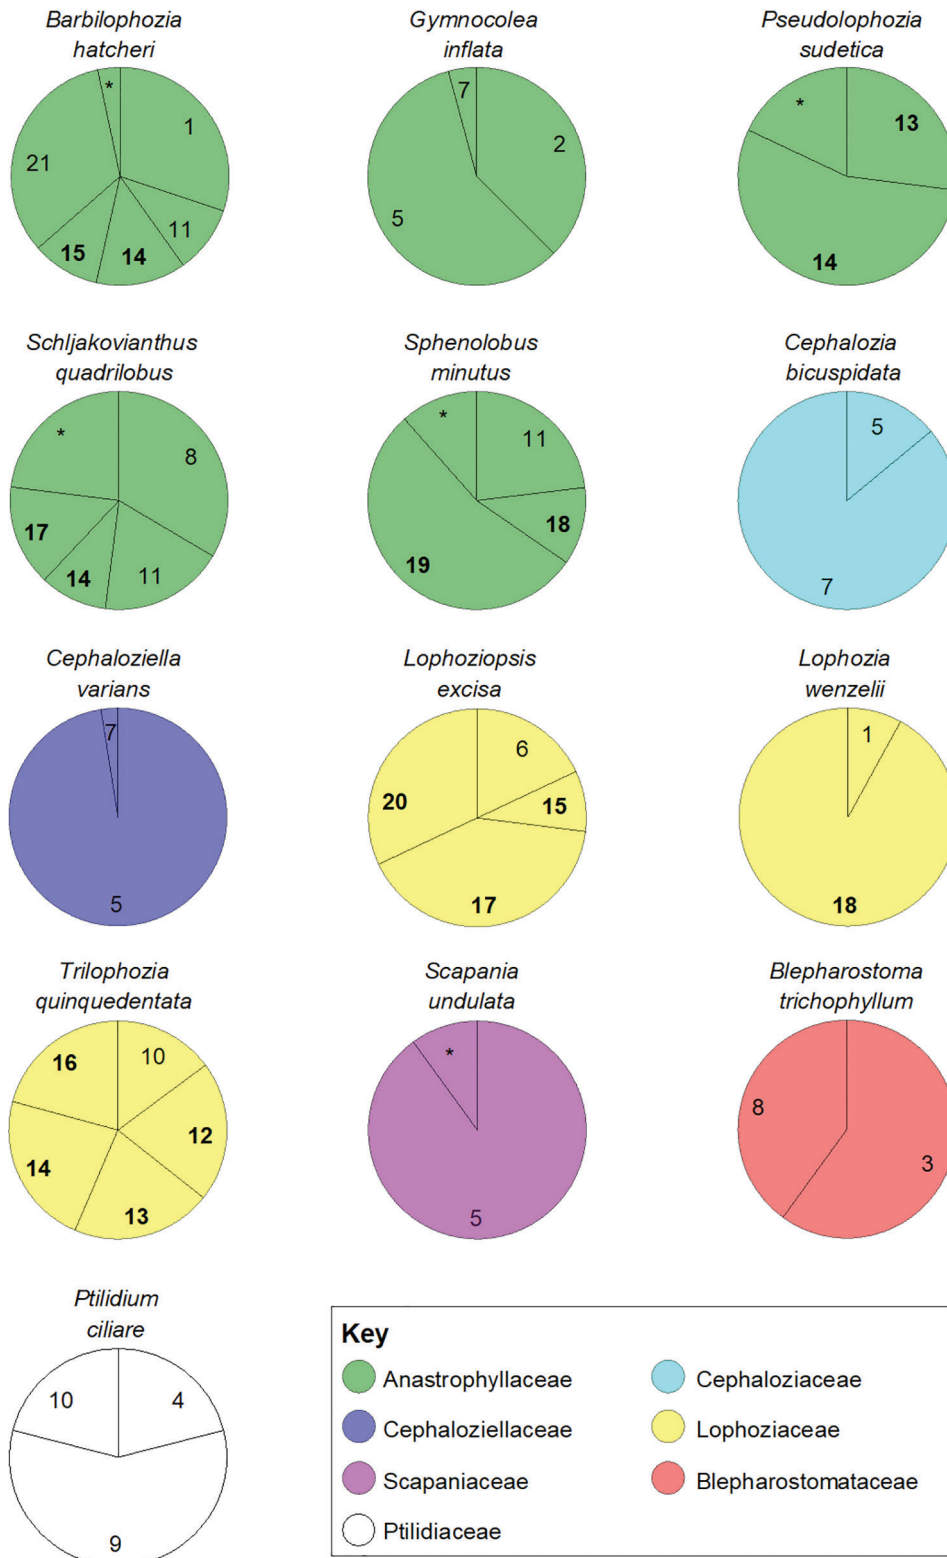 Barbilophozia
hatcheri
*
1
21
11
15
14
Gymnocolea
inflata
7
2
5
Pseudolophozia
sudetica
*
13
14
Schljakovianthus
quadrilobus
*
8
17
14
11
Sphenolobus
minutus
*
11
18
19
Cephalozia
bicuspidata
5
7
Cephaloziella
varians
7
5
Lophoziopsis
excisa
6
20
15
17
Lophozia
wenzelii
1
18
Trilophozia
quinquedentata
16
10
12
14
13
Scapania
undulata
*
5
Blepharostoma
trichophyllum
8
3
Ptilidium
ciliare
10
4
9
Key
Anastrophyllaceae
Cephaloziaceae
Cephaloziellaceae
Lophoziaceae
Scapaniaceae
Blepharostomataceae
Ptilidiaceae